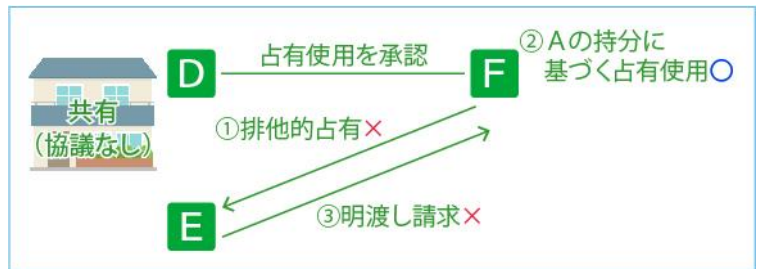 D
占有使用を承認
F
②Aの持分に
基づく占有使用○
共有
(協議なし)
①排他的占有×
E
③明渡し請求×